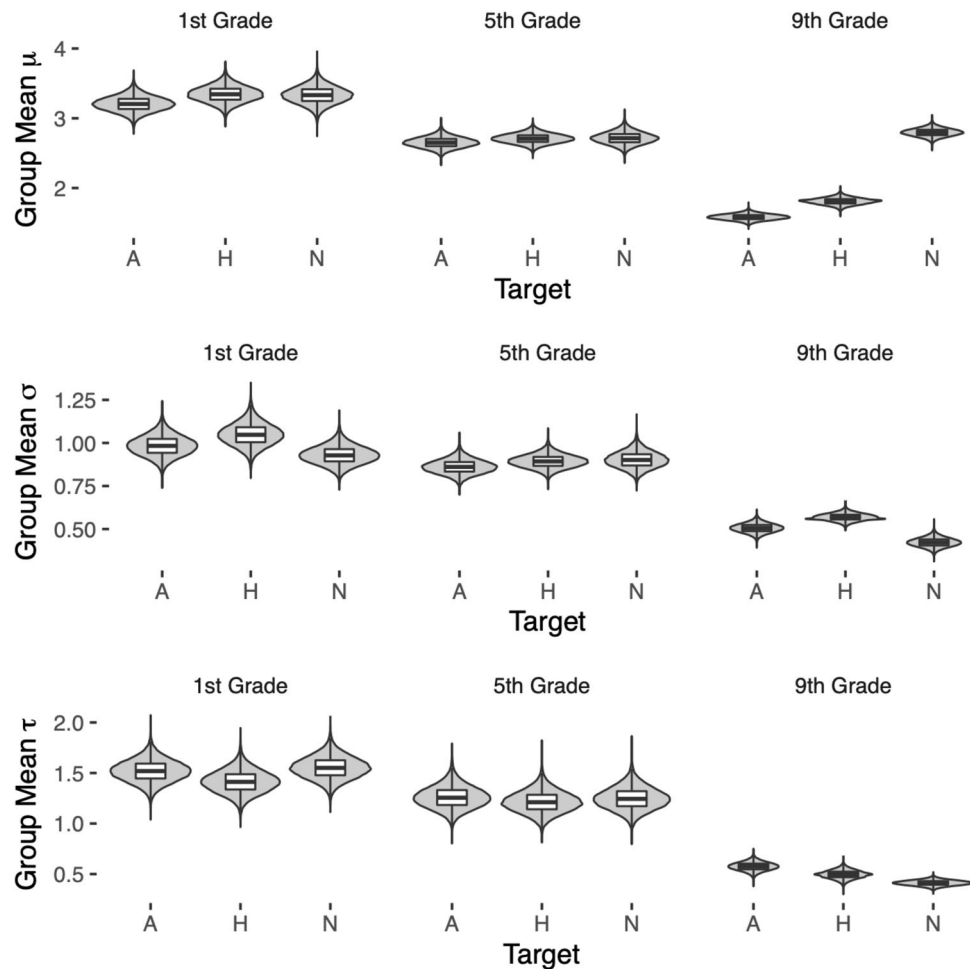 1st Grade 5th Grade 9th Grade
Group Mean μ
4
3
2
A H N A H N A H N
Target
1st Grade 5th Grade 9th Grade
Group Mean σ
1.25
1.00
0.75
0.50
A H N A H N A H N
Target
1st Grade 5th Grade 9th Grade
Group Mean τ
2.0
1.5
1.0
0.5
A H N A H N A H N
Target